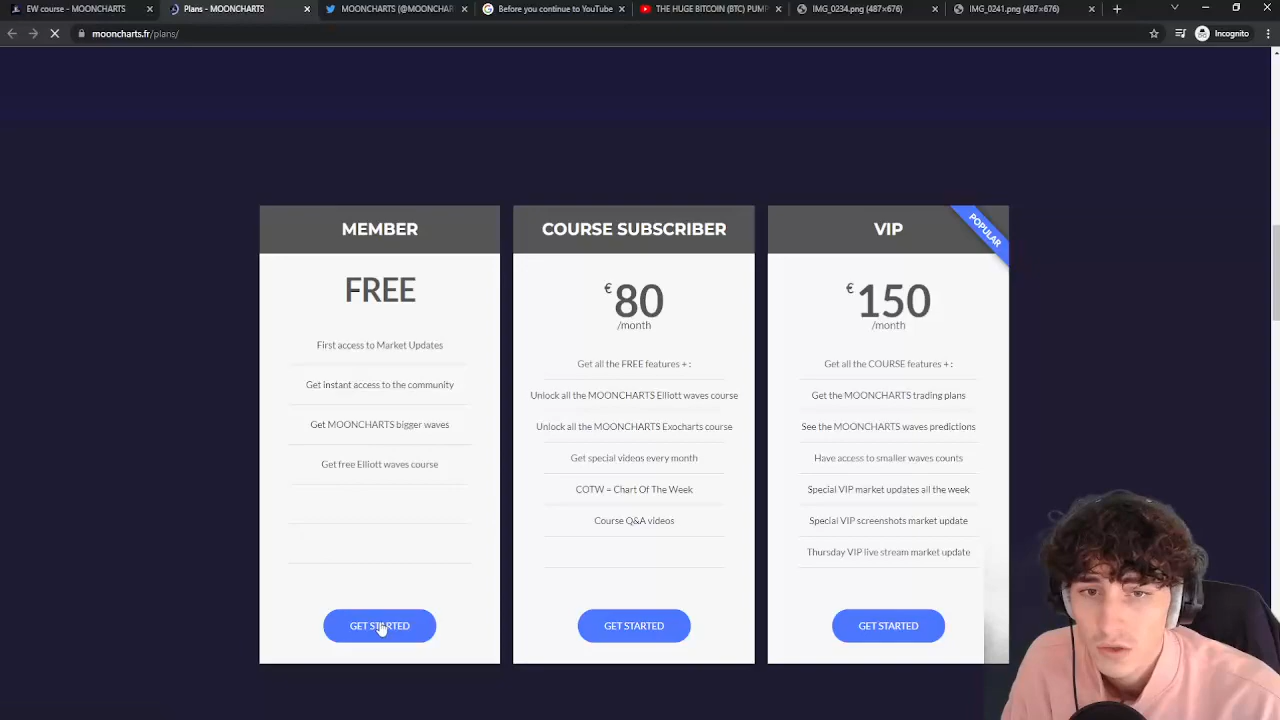 EW course - MOONCHARTS
Plans - MOONCHARTS
MOONCHARTS (@MOONCHAR
Before you continue to YouTube
THE HUGE BITCOIN (BTC) PUMP
IMG_0234.png (487×676)
IMG_0241.png (487×676)
mooncharts.fr/plans/
Incognito
MEMBER
FREE
First access to Market Updates
Get instant access to the community
Get MOONCHARTS bigger waves
Get free Elliott waves course
GET STARTED
COURSE SUBSCRIBER
€80
/month
Get all the FREE features + :
Unlock all the MOONCHARTS Elliott waves course
Unlock all the MOONCHARTS Exocharts course
Get special videos every month
COTW = Chart Of The Week
Course Q&A videos
GET STARTED
VIP
POPULAR
€150
/month
Get all the COURSE features + :
Get the MOONCHARTS trading plans
See the MOONCHARTS waves predictions
Have access to smaller waves counts
Special VIP market updates all the week
Special VIP screenshots market update
Thursday VIP live stream market update
GET STARTED